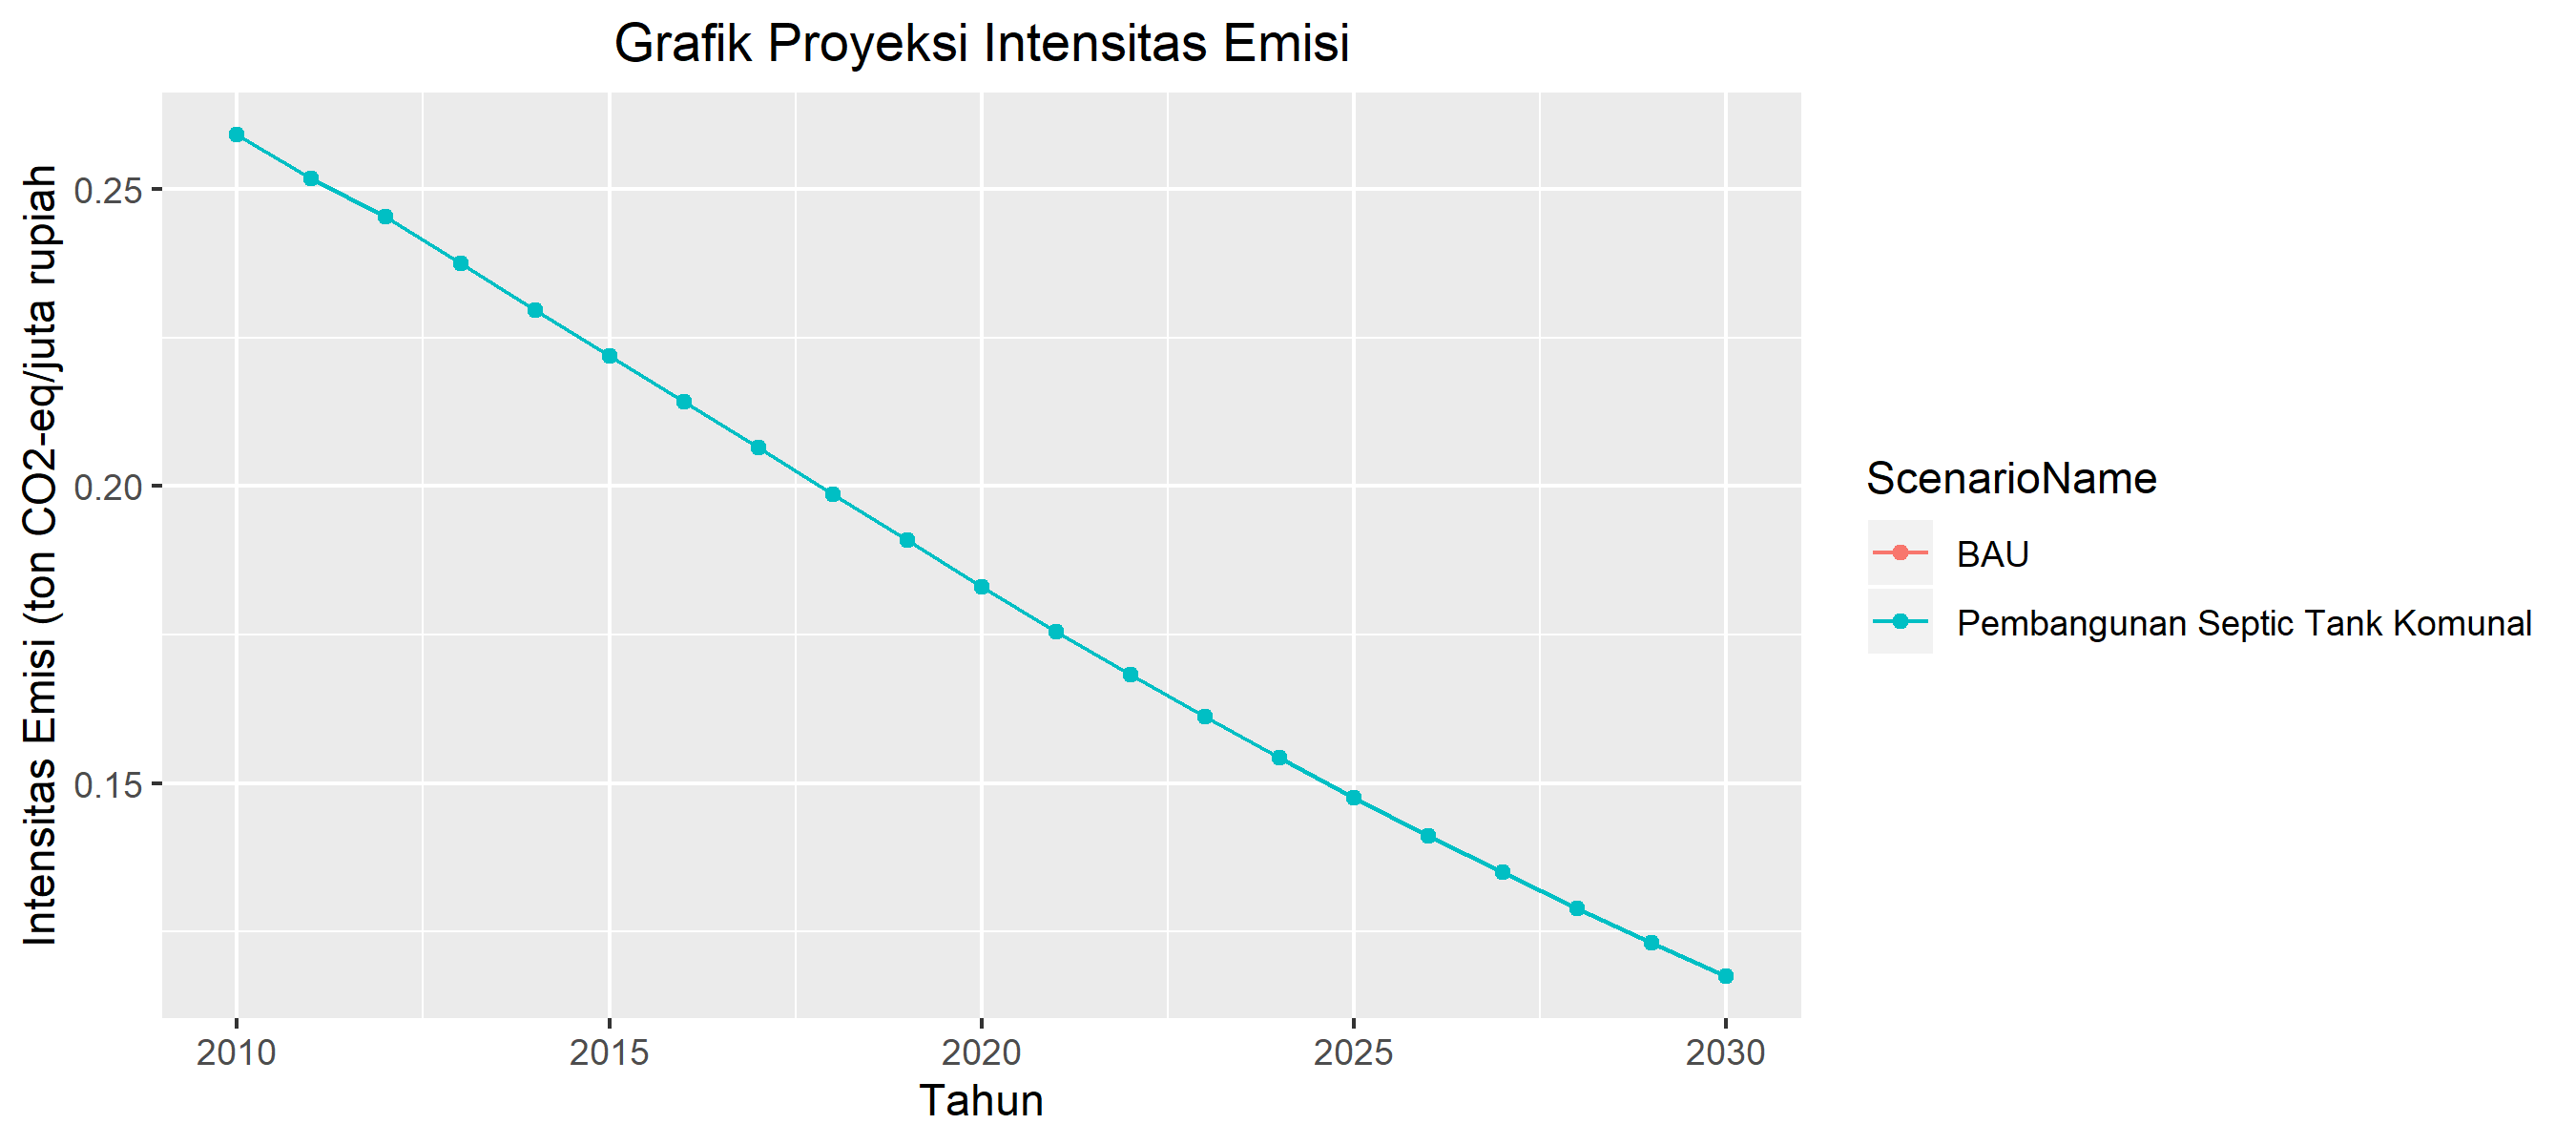 Grafik Proyeksi Intensitas Emisi
Intensitas Emisi (ton CO2-eq/juta rupiah
0.25
0.20
0.15
2010
2015
2020
2025
2030
Tahun
ScenarioName
BAU
Pembangunan Septic Tank Komunal